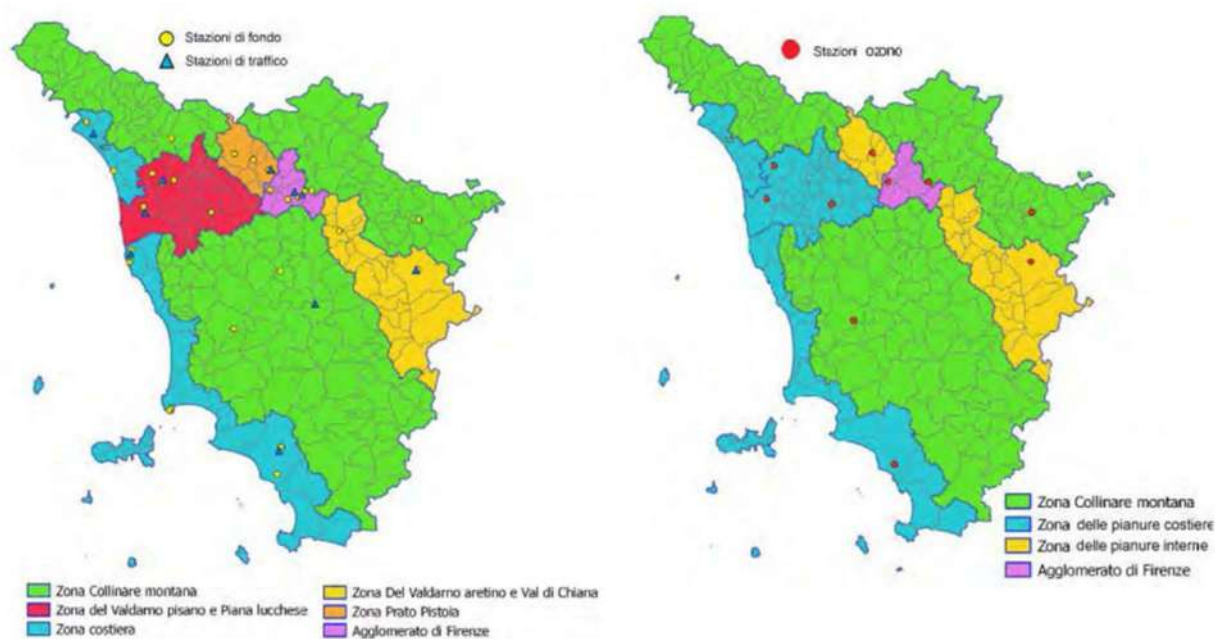 Stazioni di fondo
Stazioni di traffico
Zona Collinare montana
Zona del Valdarno pisano e Piana lucchese
Zona costiera
Zona Del Valdarno aretino e Val di Chiana
Zona Prato Pistoia
Agglomerato di Firenze
Stazioni ozono
Zona Collinare montana
Zona delle pianure costiere
Zona delle pianure interne
Agglomerato di Firenze